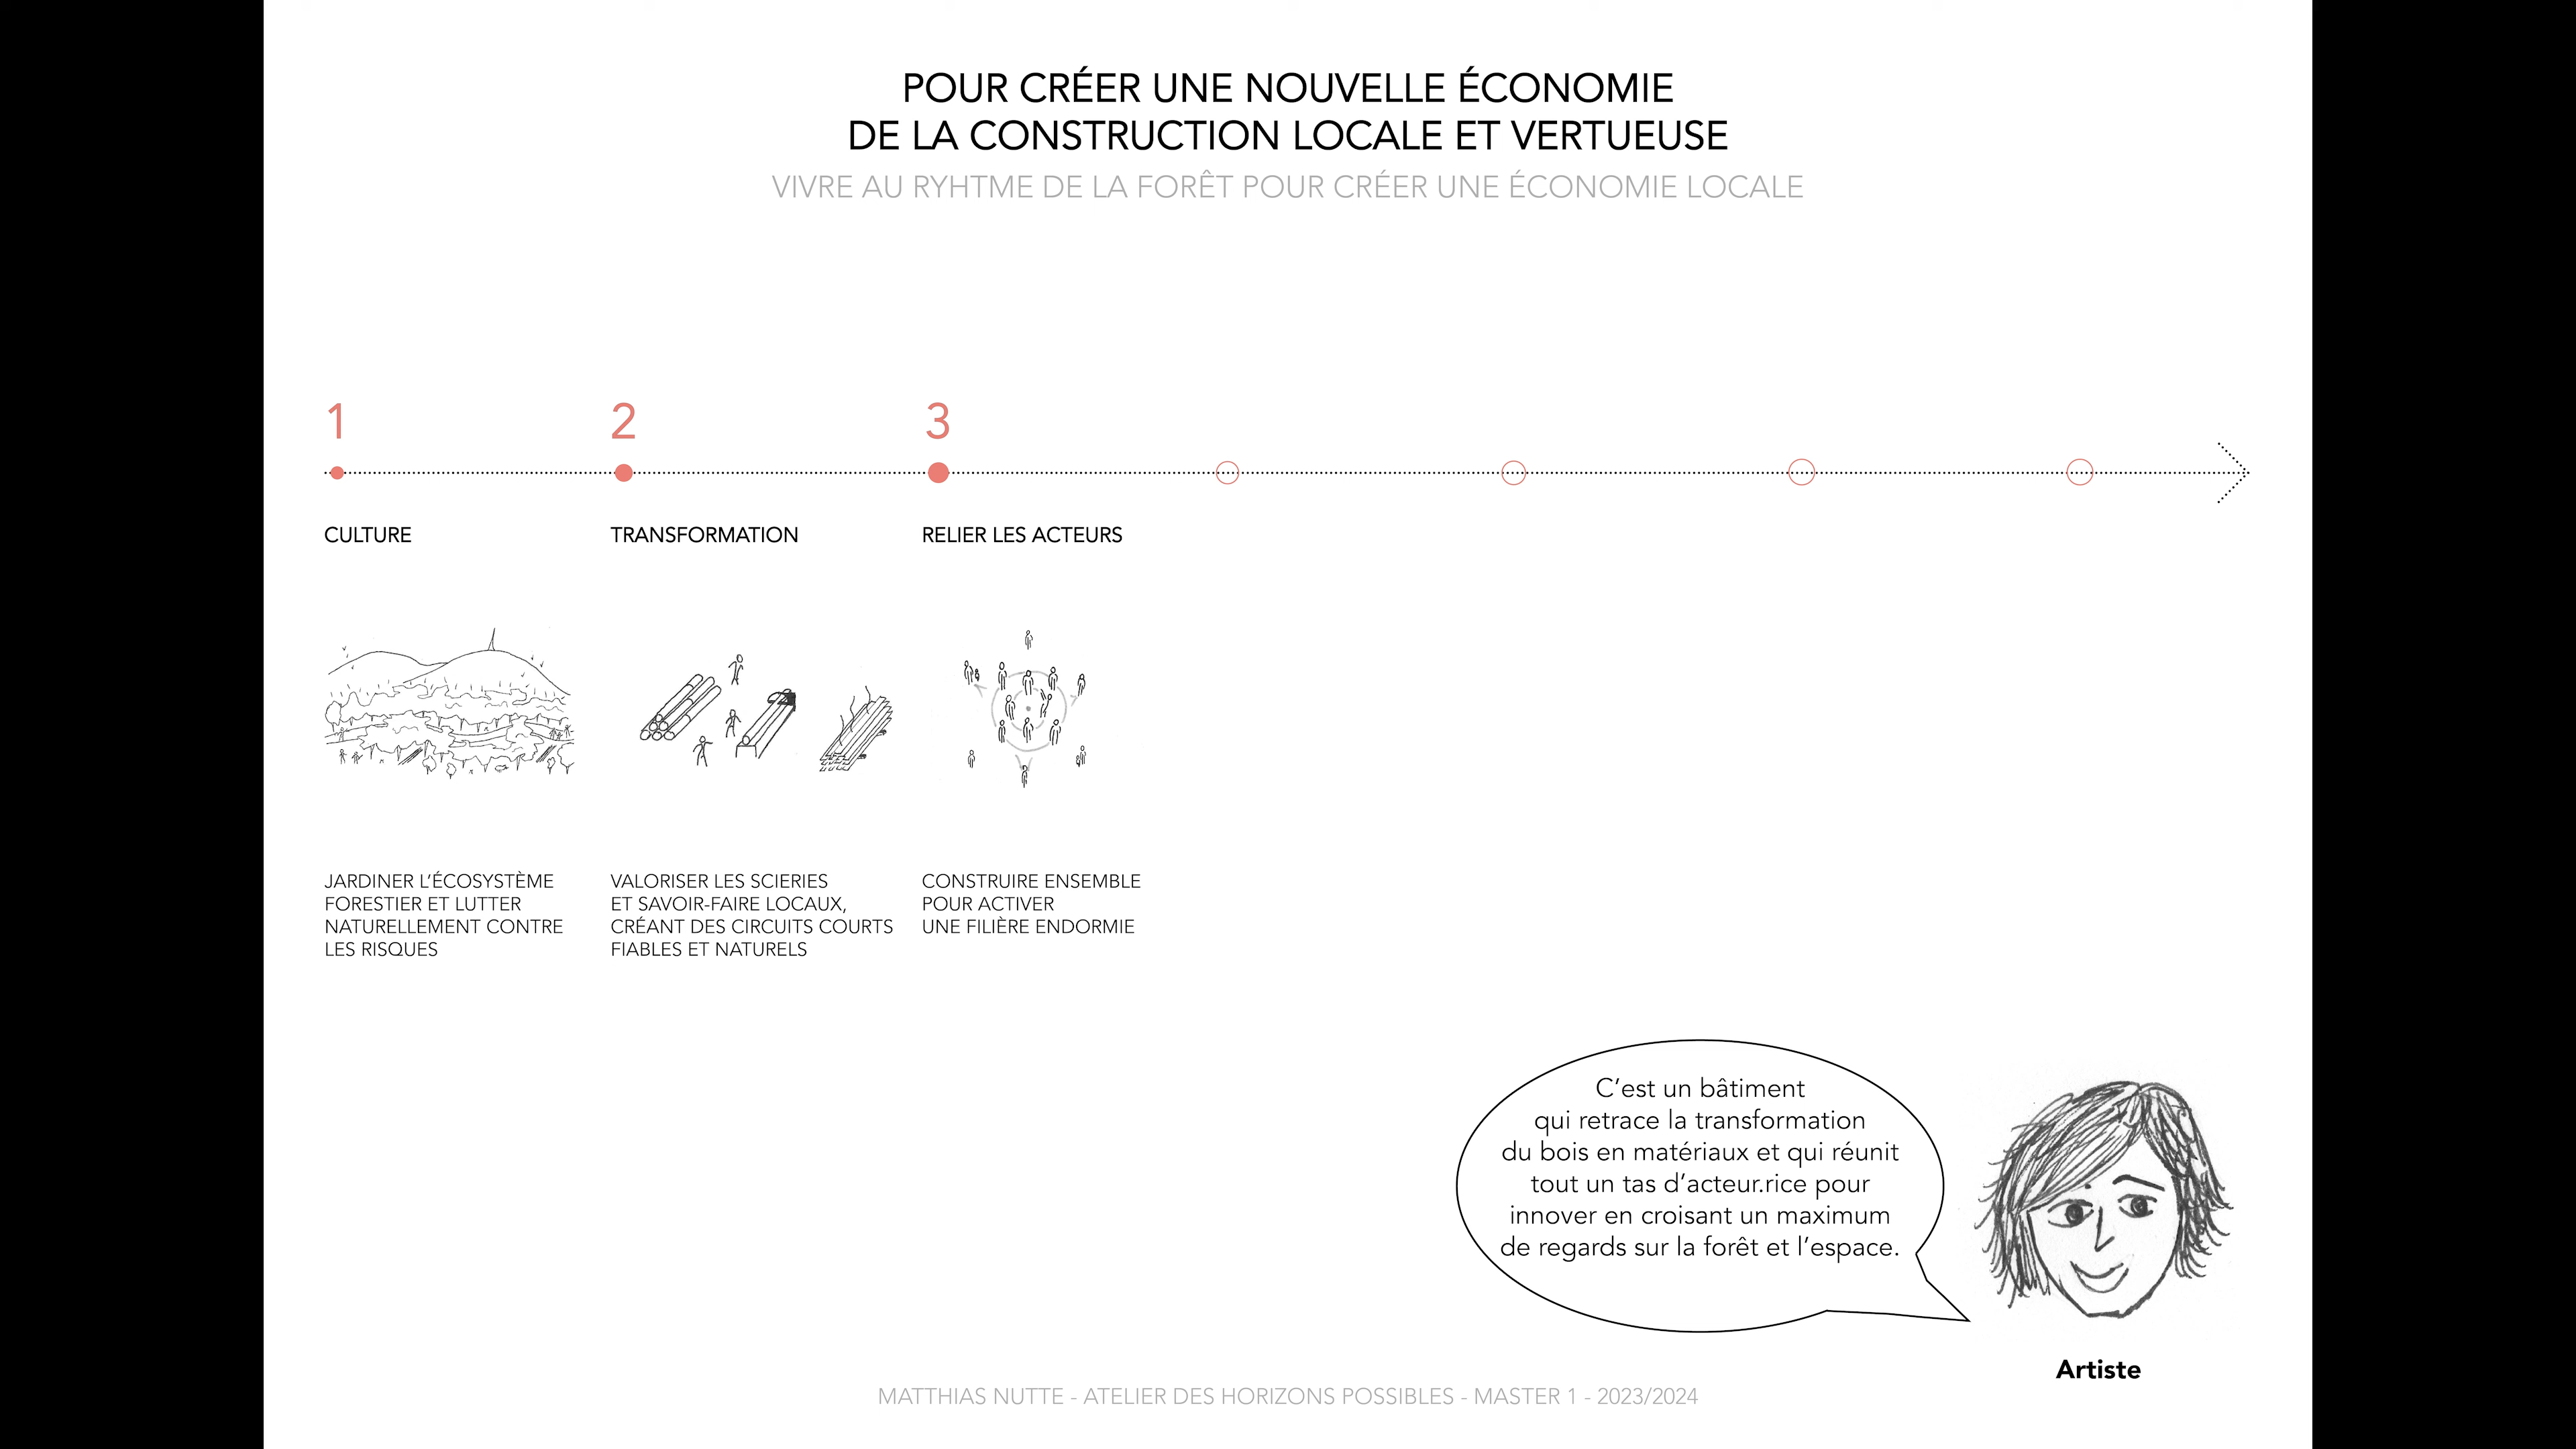 POUR CRÉER UNE NOUVELLE ÉCONOMIE
DE LA CONSTRUCTION LOCALE ET VERTUEUSE
VIVRE AU RYHTME DE LA FORÊT POUR CRÉER UNE ÉCONOMIE LOCALE
1
2
3
CULTURE
TRANSFORMATION
RELIER LES ACTEURS
JARDINER L'ÉCOSYSTÈME
FORESTIER ET LUTTER
NATURELLEMENT CONTRE
LES RISQUES
VALORISER LES SCIERIES
ET SAVOIR-FAIRE LOCAUX,
CRÉANT DES CIRCUITS COURTS
FIABLES ET NATURELS
CONSTRUIRE ENSEMBLE
POUR ACTIVER
UNE FILIÈRE ENDORMIE
C'est un bâtiment
qui retrace la transformation
du bois en matériaux et qui réunit
tout un tas d'acteur.rice pour
innover en croisant un maximum
de regards sur la forêt et l'espace.
Artiste
MATTHIAS NUTTE - ATELIER DES HORIZONS POSSIBLES - MASTER 1 - 2023/2024